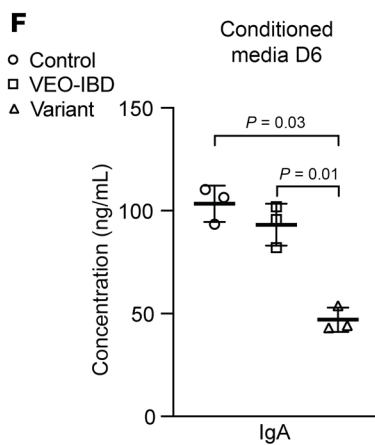 F
Conditioned
media D6
Control
VEO-IBD
Variant
150
P = 0.03
P = 0.01
100
50
0
Concentration (ng/mL)
IgA